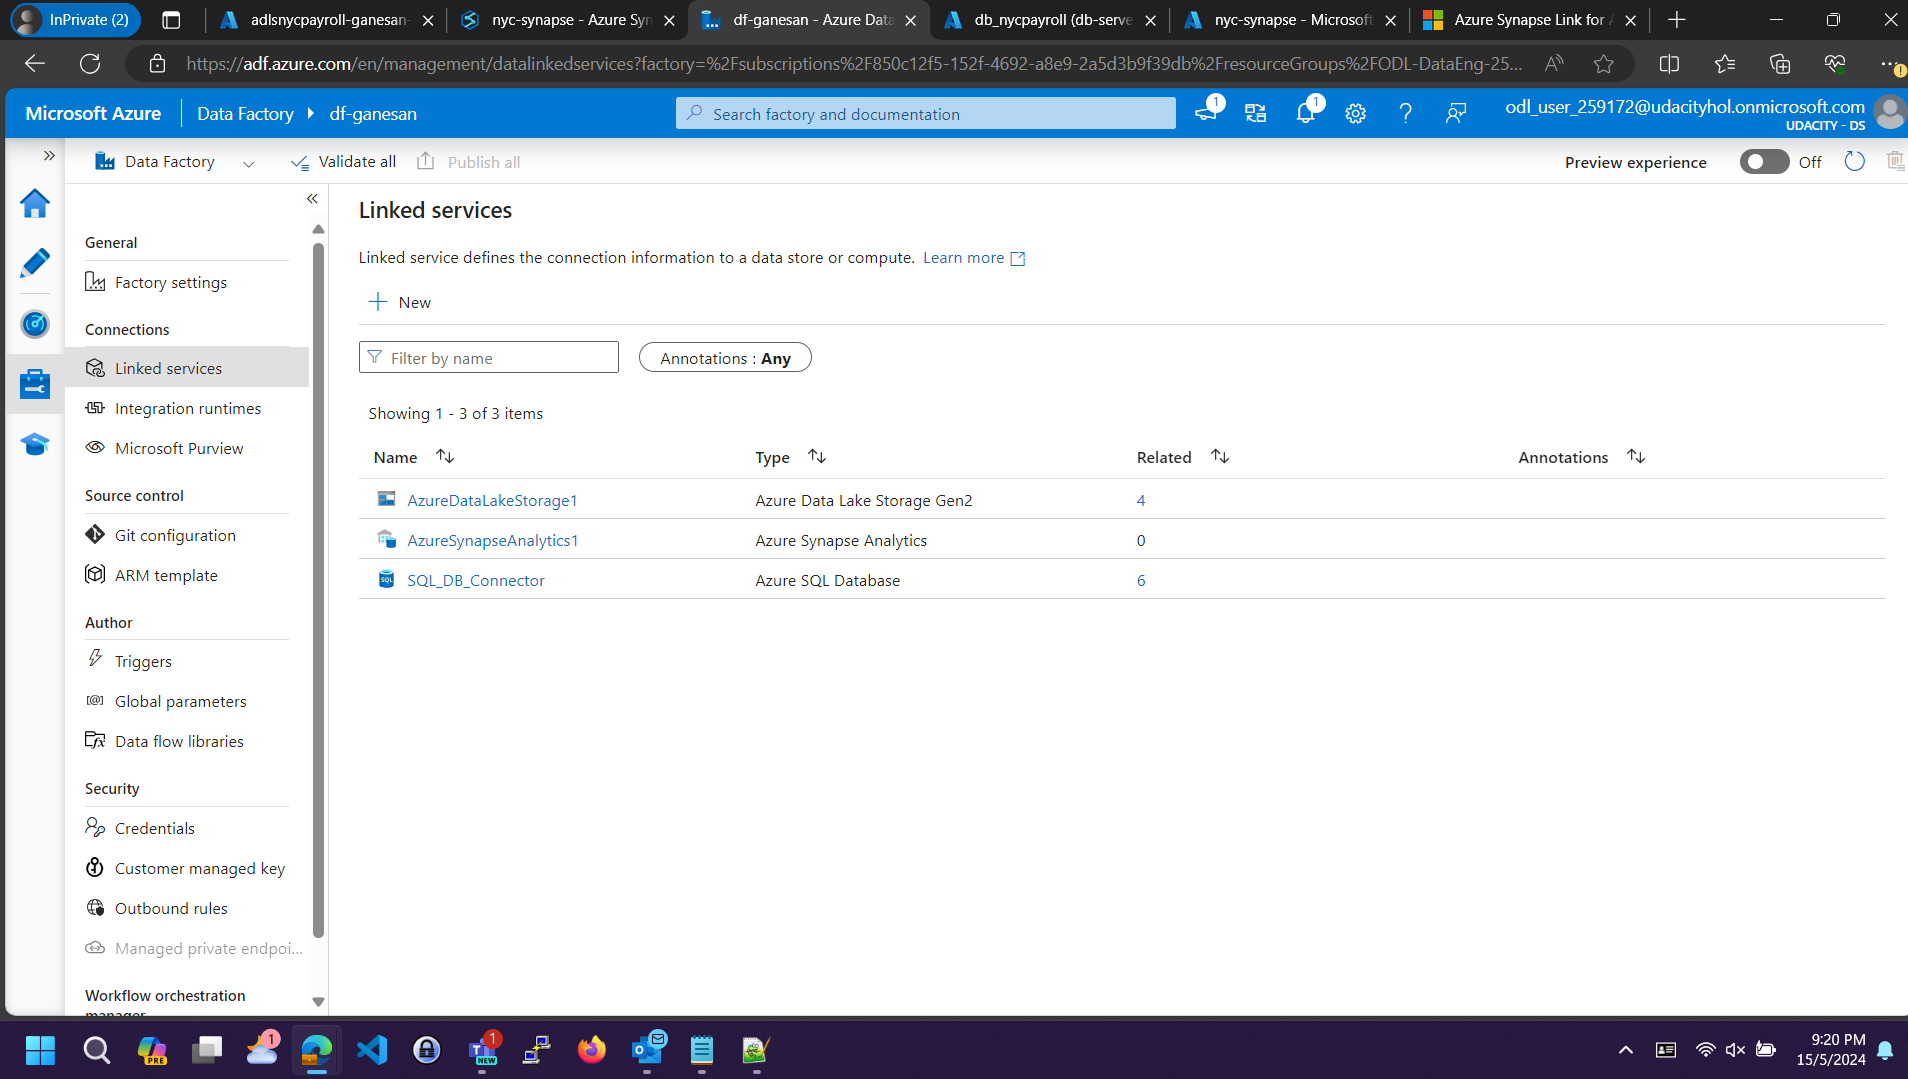 InPrivate (2)
adlsnycpayroll-ganesan-
nyc-synapse - Azure Syn
df-ganesan - Azure Data
db_nycpayroll (db-serve
nyc-synapse - Microsoft
Azure Synapse Link for A
https://adf.azure.com/en/management/datalinkedservices?factory=%2Fsubscriptions%2F850c12f5-152f-4692-a8e9-2a5d3b9f39db%2FresourceGroups%2FODL-DataEng-25...
Microsoft Azure
Data Factory
df-ganesan
Search factory and documentation
1
1
odl_user_259172@udacityhol.onmicrosoft.com
UDACITY - DS
Data Factory
Validate all
Publish all
Preview experience
Off
General
Factory settings
Connections
Linked services
Integration runtimes
Microsoft Purview
Source control
Git configuration
ARM template
Author
Triggers
Global parameters
Data flow libraries
Security
Credentials
Customer managed key
Outbound rules
Managed private endpoi...
Workflow orchestration
manager
Linked services
Linked service defines the connection information to a data store or compute. Learn more
New
Filter by name
Annotations : Any
Showing 1 - 3 of 3 items
Name Type Related Annotations
AzureDataLakeStorage1 Azure Data Lake Storage Gen2 4
AzureSynapseAnalytics1 Azure Synapse Analytics 0
SQL
SQL_DB_Connector Azure SQL Database 6
PRE
1
1
NEW
9:20 PM
15/5/2024